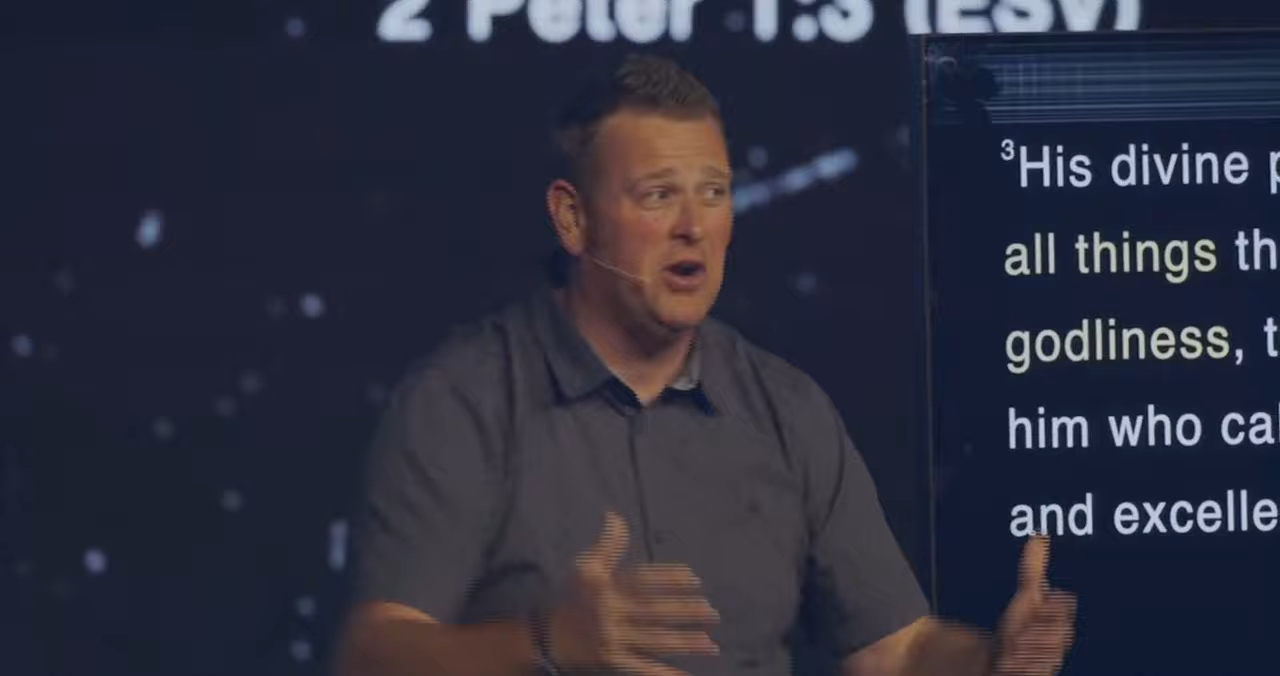 2 Peter 1:3 (ESV)
³His divine
all things
godliness,
him who
and